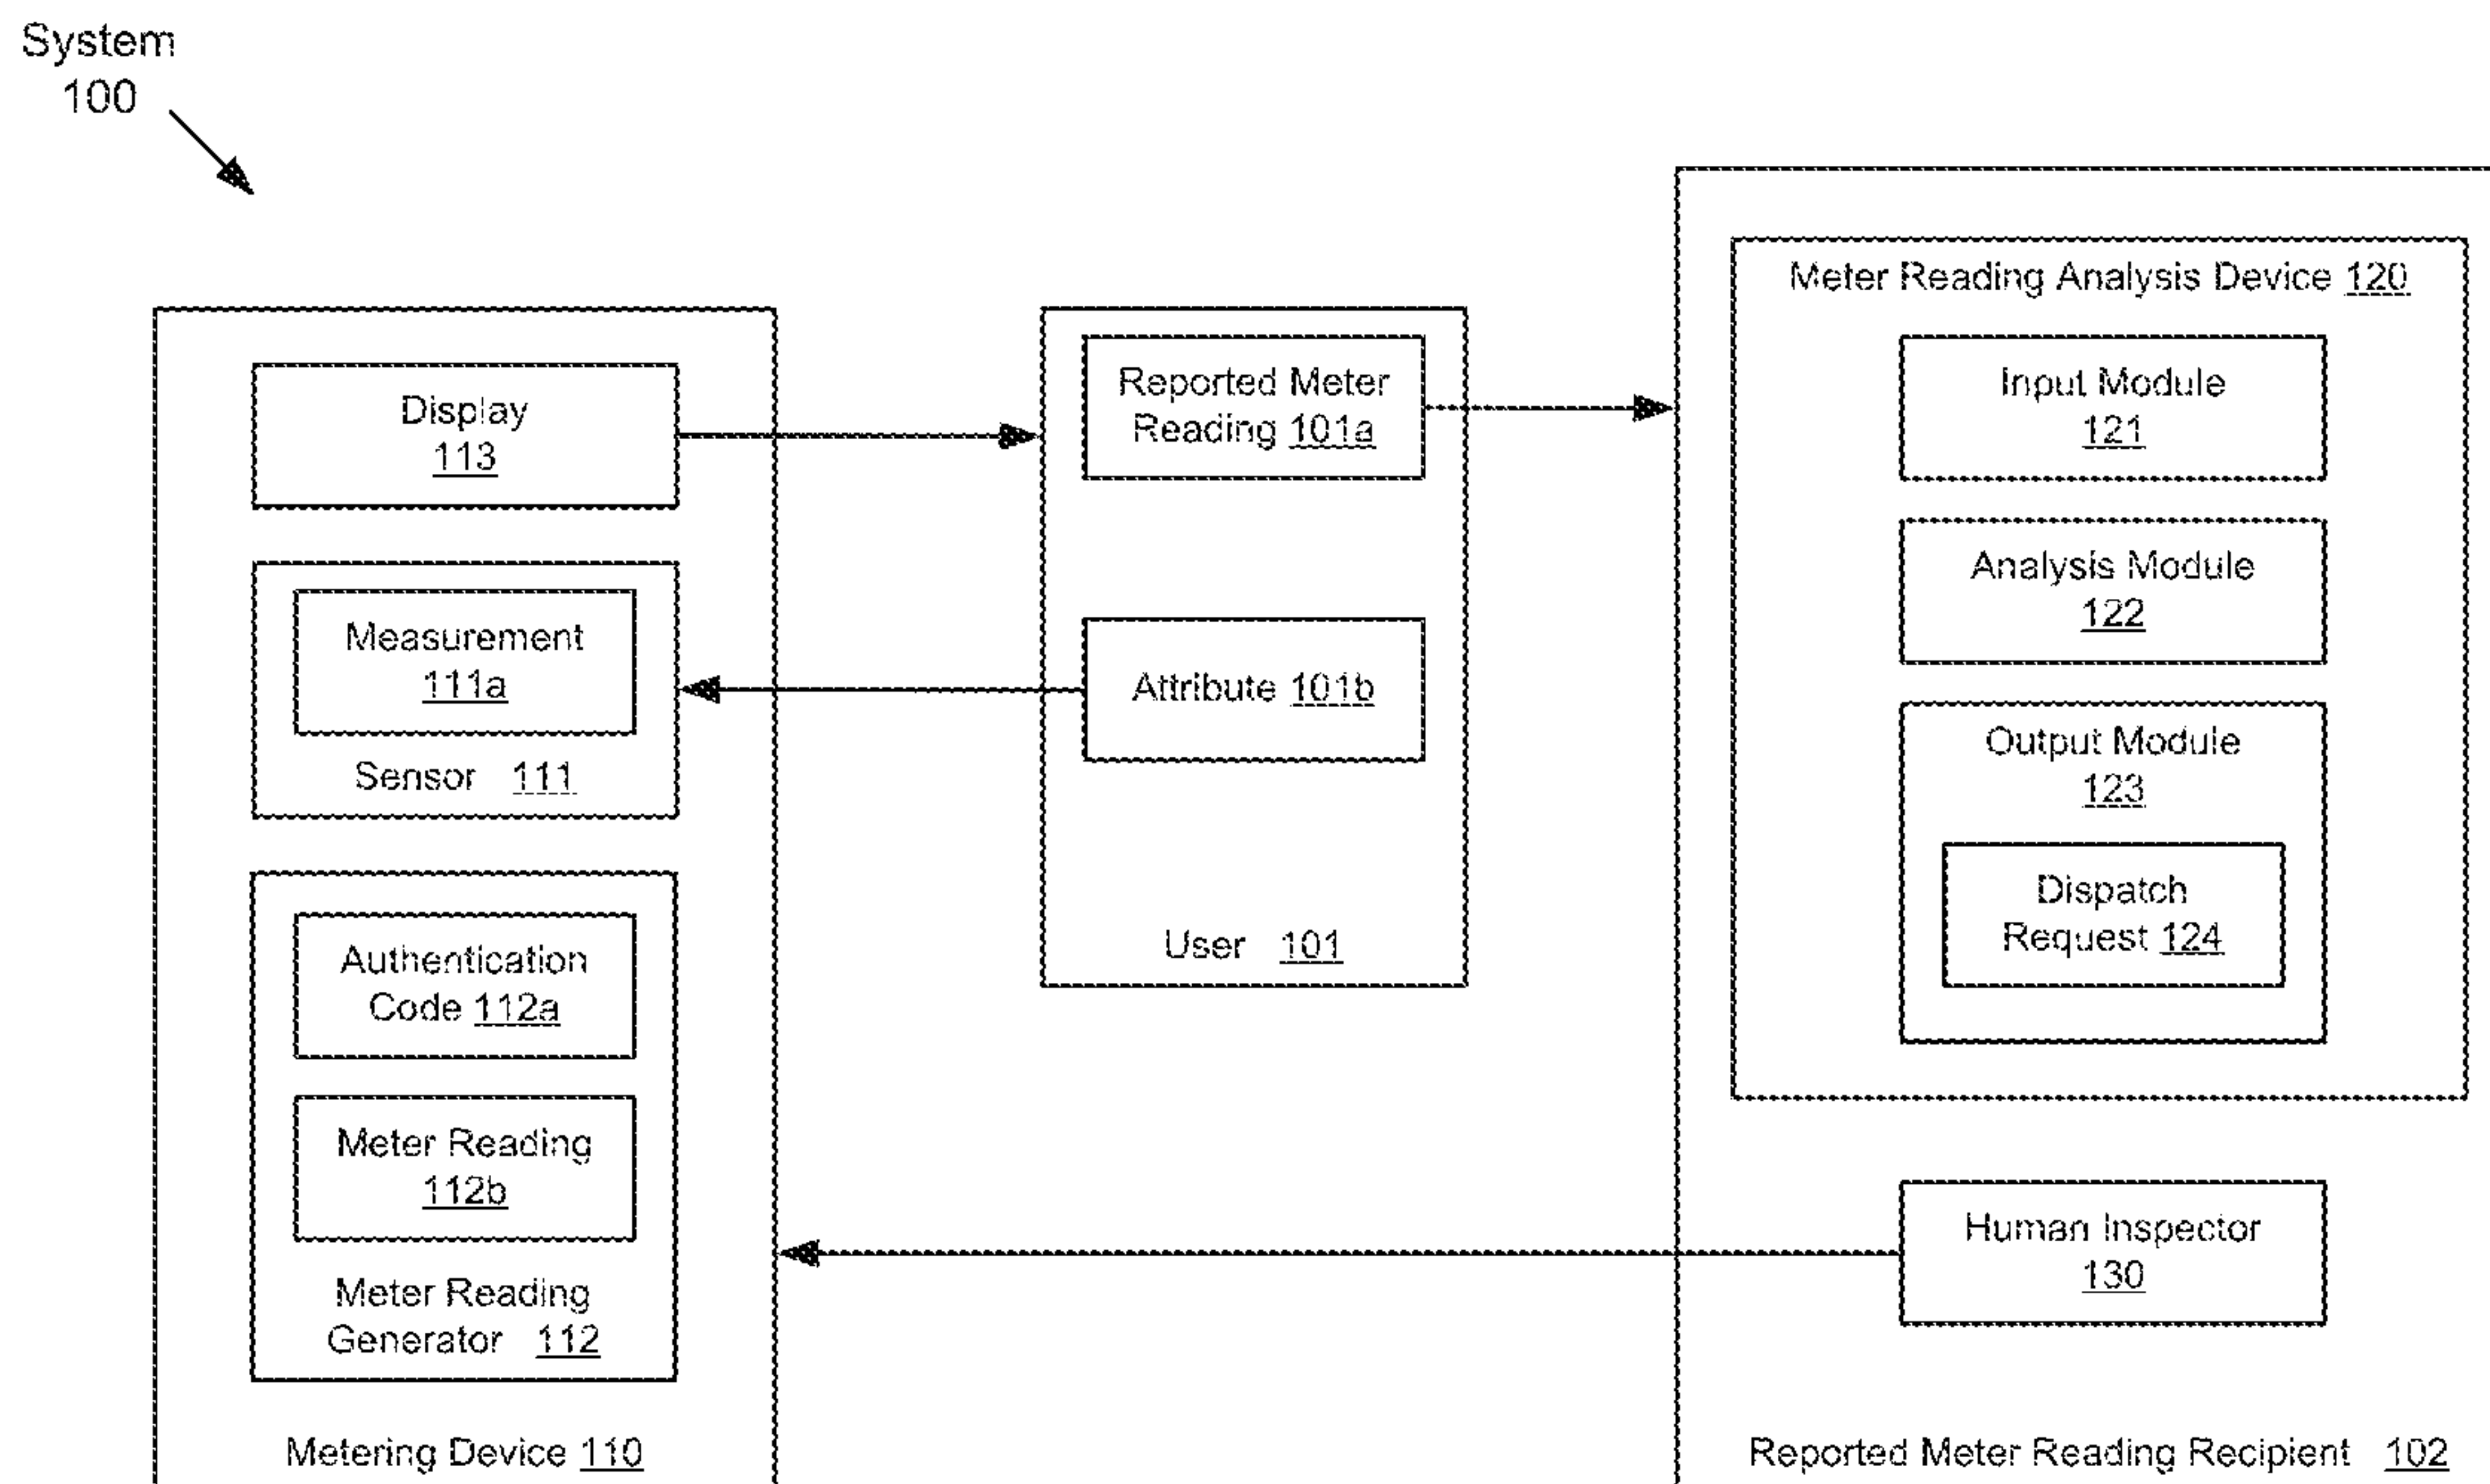 System
100
Display
113
Measurement
111a
Sensor 111
Authentication
Code 112a
Meter Reading
112b
Meter Reading
Generator 112
Metering Device 110
Reported Meter
Reading 101a
Attribute 101b
User 101
Meter Reading Analysis Device 120
Input Module
121
Analysis Module
122
Output Module
123
Dispatch
Request 124
Human Inspector
130
Reported Meter Reading Recipient 102